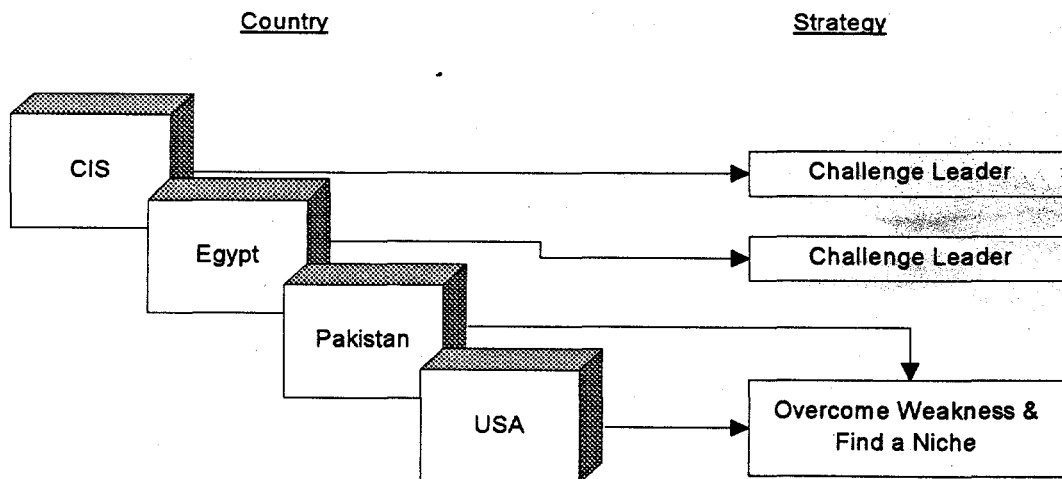 Country
Strategy
CIS
Challenge Leader
Egypt
Challenge Leader
Pakistan
USA
Overcome Weakness &
Find a Niche